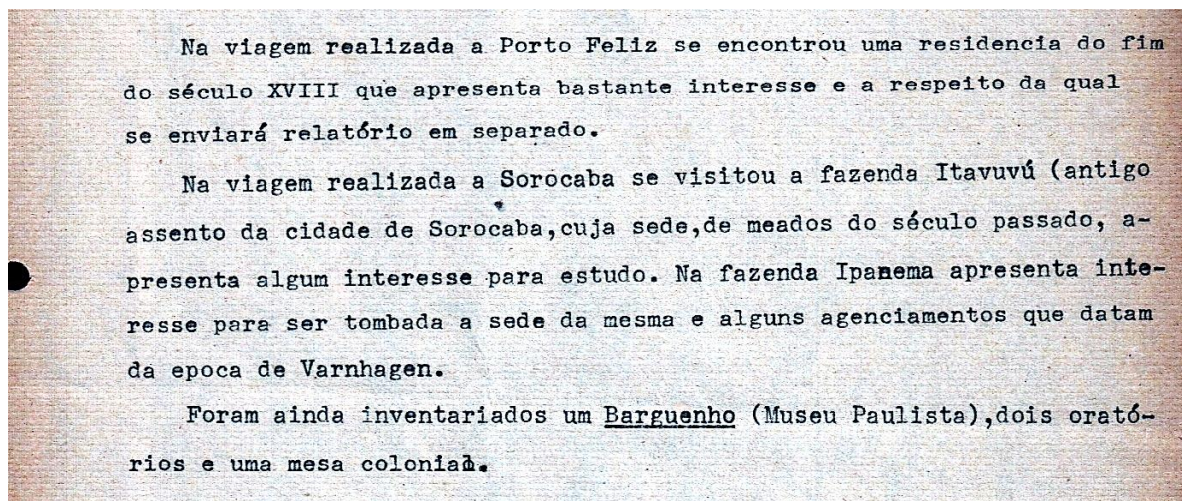 Na viagem realizada a Porto Feliz se encontrou uma residencia do fim
do século XVIII que apresenta bastante interesse e a respeito da qual
se enviará relatório em separado.
Na viagem realizada a Sorocaba se visitou a fazenda Itavuvú (antigo
assento da cidade de Sorocaba,cuja sede,de meados do século passado, a-
presenta algum interesse para estudo. Na fazenda Ipanema apresenta inte-
resse para ser tombada a sede da mesma e alguns agenciamentos que datam
da epoca de Varnhagen.
Foram ainda inventariados um Barguenho (Museu Paulista),dois orató-
rios e uma mesa colonial.